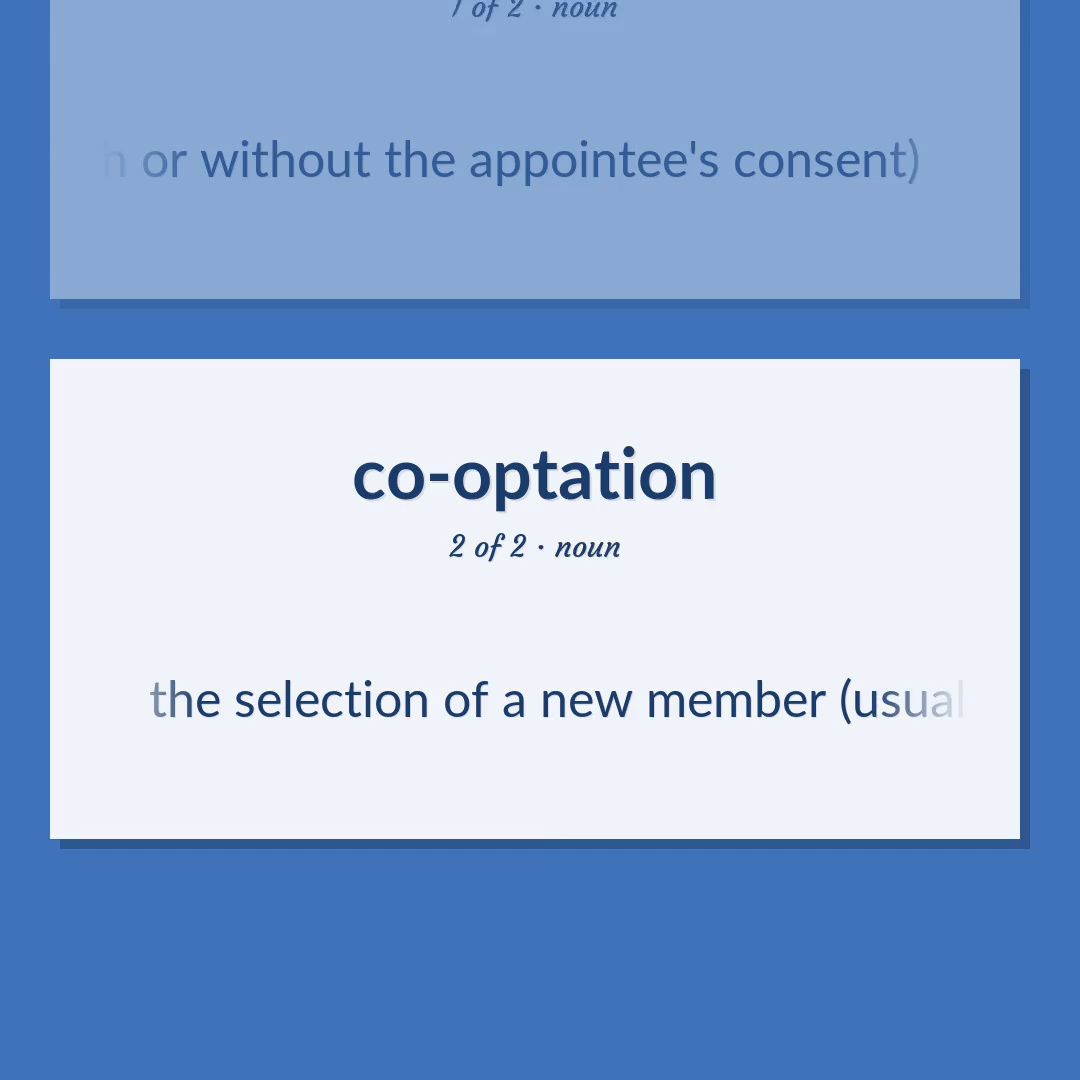 1 of 2 · noun
h or without the appointee's consent)
co-optation
2 of 2 · noun
the selection of a new member (usual